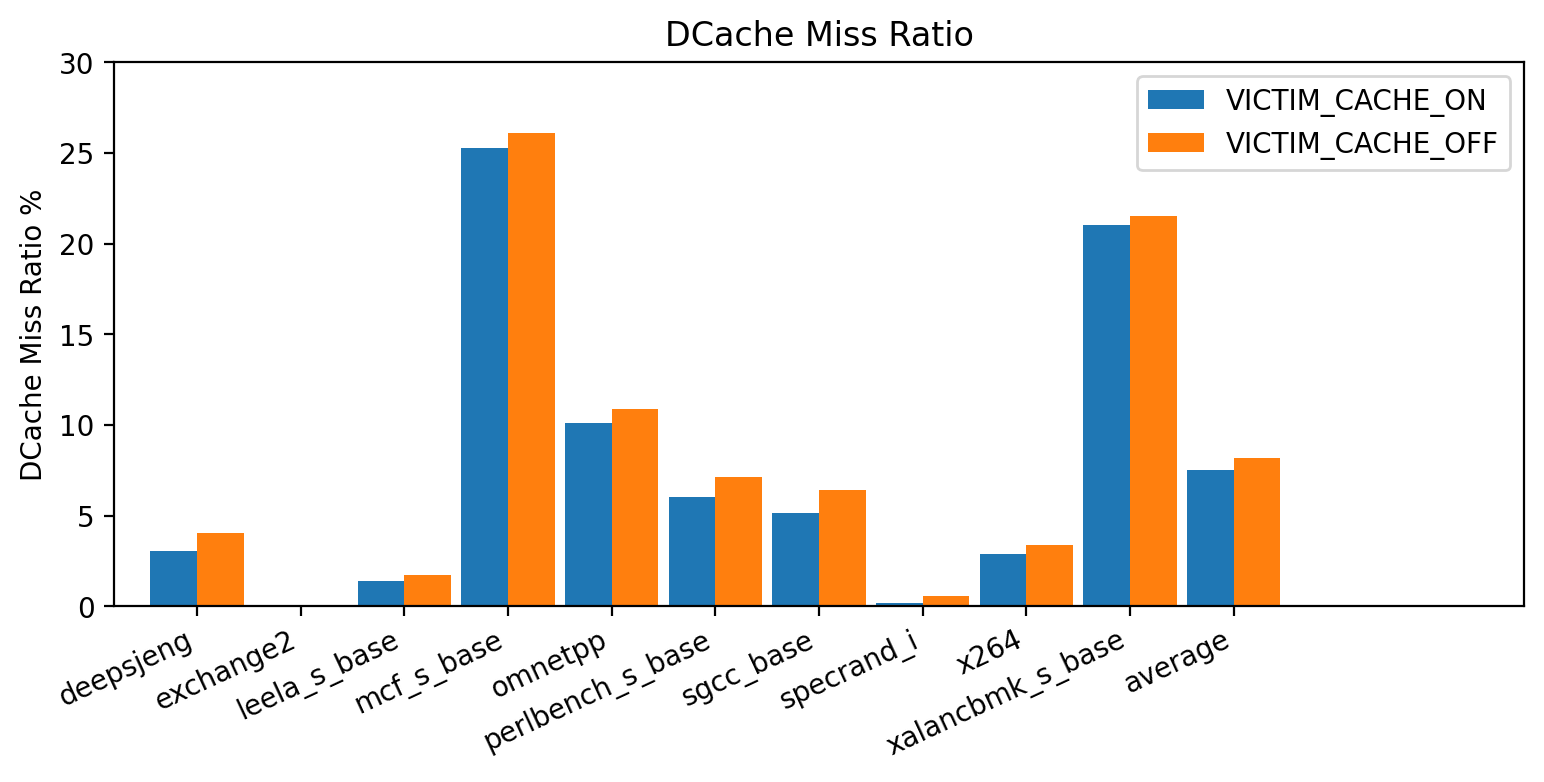 DCache Miss Ratio
30
25
20
15
10
5
0
DCache Miss Ratio %
VICTIM_CACHE_ON
VICTIM_CACHE_OFF
deepsjeng
exchange2
leela_s_base
mcf_s_base
omnetpp
perlbench_s_base
sgcc_base
specrand_i
x264
xalancbmk_s_base
average